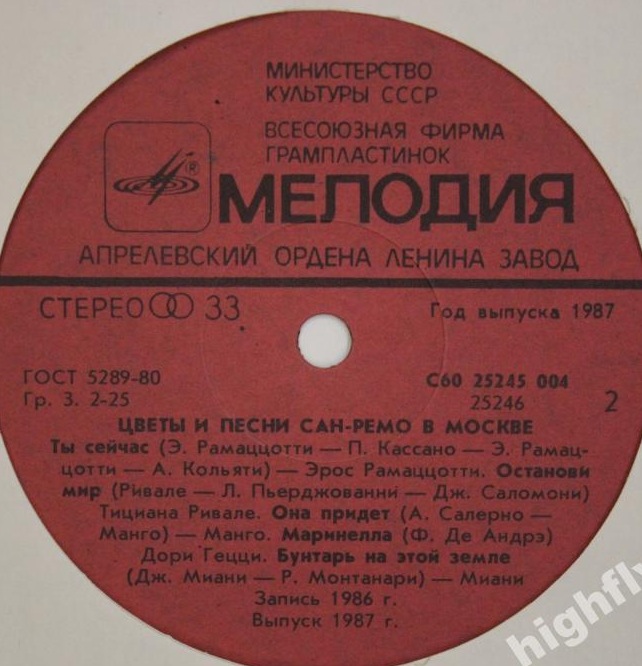 МИНИСТЕРСТВО
КУЛЬТУРЫ СССР
ВСЕСОЮЗНАЯ ФИРМА
ГРАМПЛАСТИНОК
®
МЕЛОДИЯ
АПРЕЛЕВСКИЙ ОРДЕНА ЛЕНИНА ЗАВОД
СТЕРЕО 33
Год выпуска 1987
ГОСТ 5289-80
Гр. 3. 2-25
С60 25245 004
25246
2
ЦВЕТЫ И ПЕСНИ САН-РЕМО В МОСКВЕ
Ты сейчас (Э. Рамаццотти — П. Кассано — Э. Рамац-
цотти — А. Кольяти) — Эрос Рамаццотти. Останови
мир (Ривале — Л. Пьерджованни — Дж. Саломони)
Тициана Ривале. Она придет (А. Салерно —
Манго) — Манго. Маринелла (Ф. Де Андрэ)
Дори Гецци. Бунтарь на этой земле
(Дж. Миани — Р. Монтанари) — Миани
Запись 1986 г.
Выпуск 1987 г.